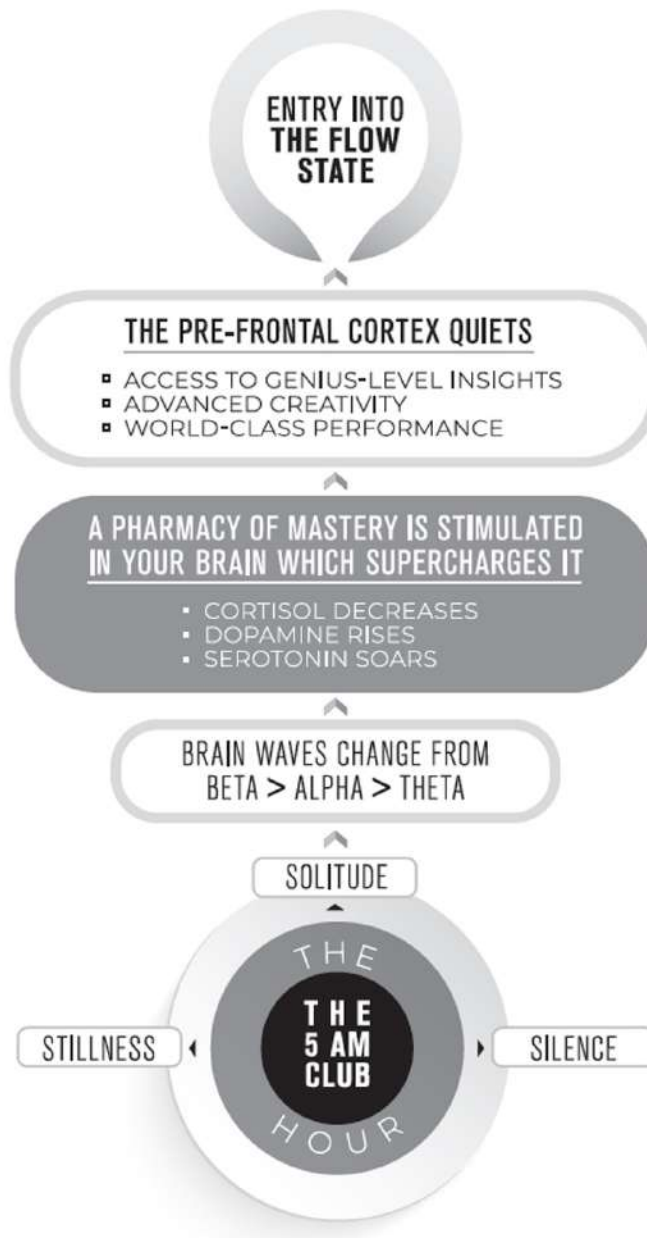 ENTRY INTO
THE FLOW
STATE
THE PRE-FRONTAL CORTEX QUIETS
▫ ACCESS TO GENIUS-LEVEL INSIGHTS
▫ ADVANCED CREATIVITY
▫ WORLD-CLASS PERFORMANCE
A PHARMACY OF MASTERY IS STIMULATED
IN YOUR BRAIN WHICH SUPERCHARGES IT
▪ CORTISOL DECREASES
▪ DOPAMINE RISES
▪ SEROTONIN SOARS
BRAIN WAVES CHANGE FROM
BETA > ALPHA > THETA
SOLITUDE
THE
THE
5 AM
CLUB
HOUR
STILLNESS
SILENCE